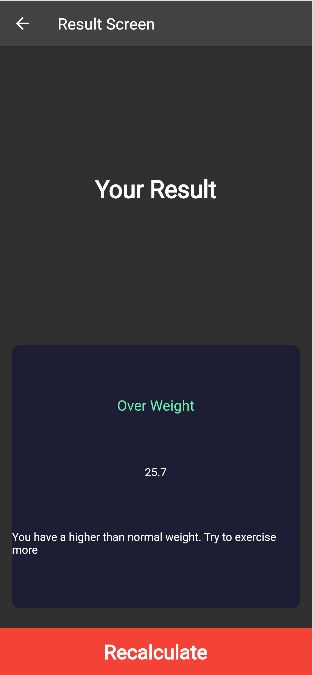 Result Screen
Your Result
Over Weight
25.7
You have a higher than normal weight. Try to exercise
more
Recalculate